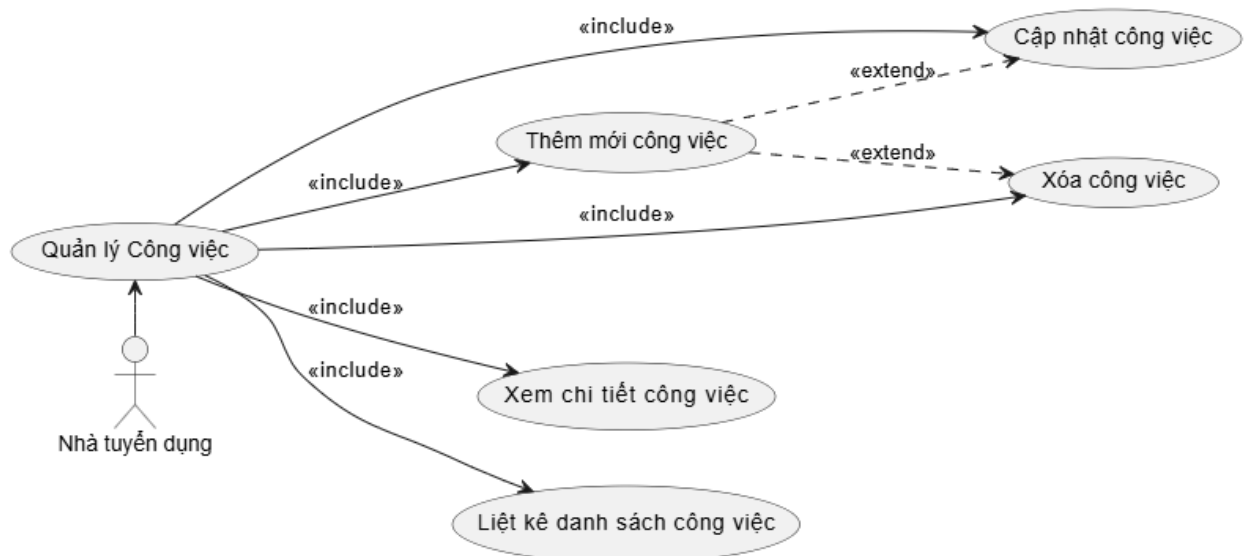 «include»
Cập nhật công việc
«extend»
Thêm mới công việc
«extend»
«include»
Xóa công việc
«include»
Quản lý Công việc
«include»
«include»
Xem chi tiết công việc
Nhà tuyển dụng
Liệt kê danh sách công việc